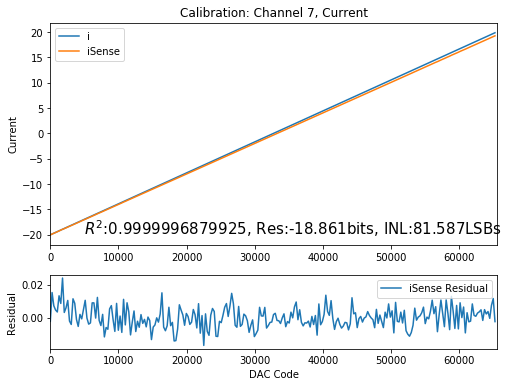 Calibration: Channel 7, Current
i
iSense
20
15
10
5
0
−5
−10
−15
−20
Current
R²:0.9999996879925, Res:-18.861bits, INL:81.587LSBs
0 10000 20000 30000 40000 50000 60000
iSense Residual
0.02
0.00
Residual
0 10000 20000 30000 40000 50000 60000
DAC Code